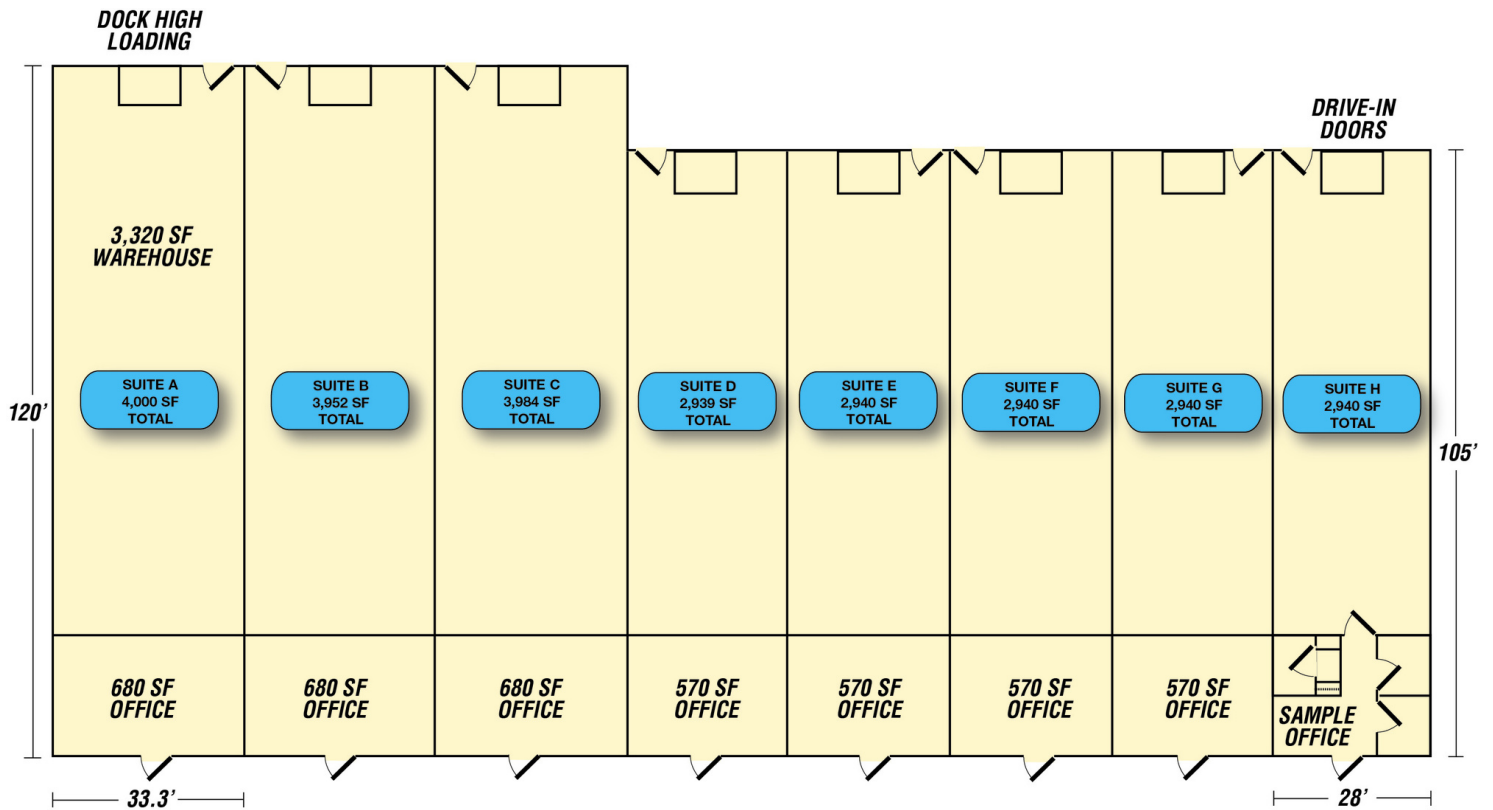 DOCK HIGH
LOADING
DRIVE-IN
DOORS
3,320 SF
WAREHOUSE
SUITE A
4,000 SF
TOTAL
SUITE B
3,952 SF
TOTAL
SUITE C
3,984 SF
TOTAL
SUITE D
2,939 SF
TOTAL
SUITE E
2,940 SF
TOTAL
SUITE F
2,940 SF
TOTAL
SUITE G
2,940 SF
TOTAL
SUITE H
2,940 SF
TOTAL
120’
105’
680 SF
OFFICE
680 SF
OFFICE
680 SF
OFFICE
570 SF
OFFICE
570 SF
OFFICE
570 SF
OFFICE
570 SF
OFFICE
SAMPLE
OFFICE
33.3’
28’